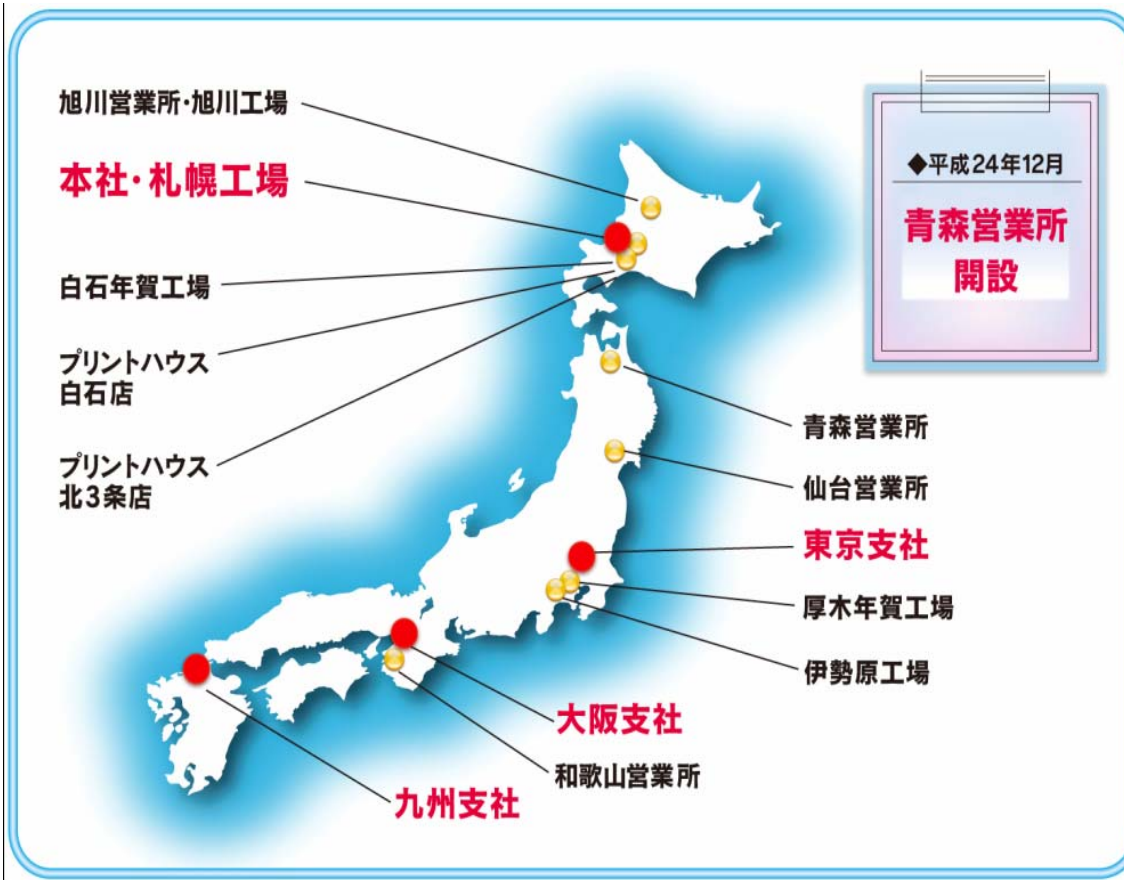 旭川営業所・旭川工場
本社・札幌工場
白石年賀工場
プリントハウス
白石店
プリントハウス
北3条店
◆平成24年12月
青森営業所
開設
青森営業所
仙台営業所
東京支社
厚木年賀工場
伊勢原工場
大阪支社
和歌山営業所
九州支社